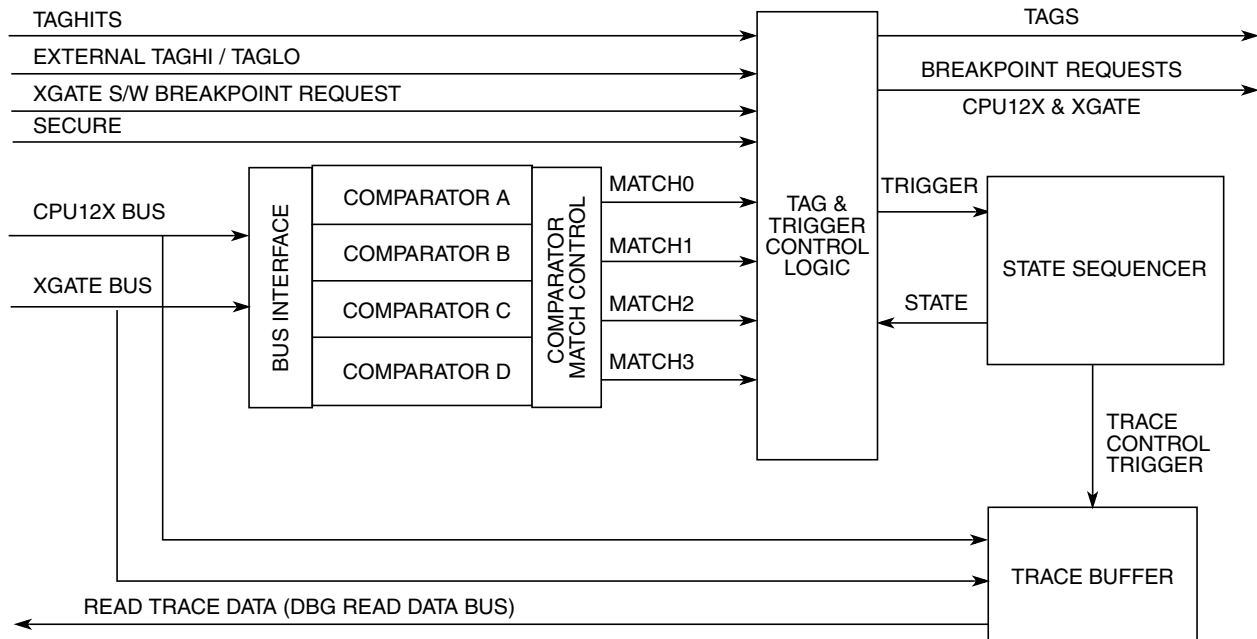 TAGHITS
EXTERNAL TAGHI / TAGLO
XGATE S/W BREAKPOINT REQUEST
SECURE
TAGS
BREAKPOINT REQUESTS
CPU12X & XGATE
CPU12X BUS
XGATE BUS
BUS INTERFACE
COMPARATOR A
COMPARATOR B
COMPARATOR C
COMPARATOR D
COMPARATOR
MATCH CONTROL
MATCH0
MATCH1
MATCH2
MATCH3
TAG &
TRIGGER
CONTROL
LOGIC
TRIGGER
STATE
STATE SEQUENCER
TRACE
CONTROL
TRIGGER
TRACE BUFFER
READ TRACE DATA (DBG READ DATA BUS)